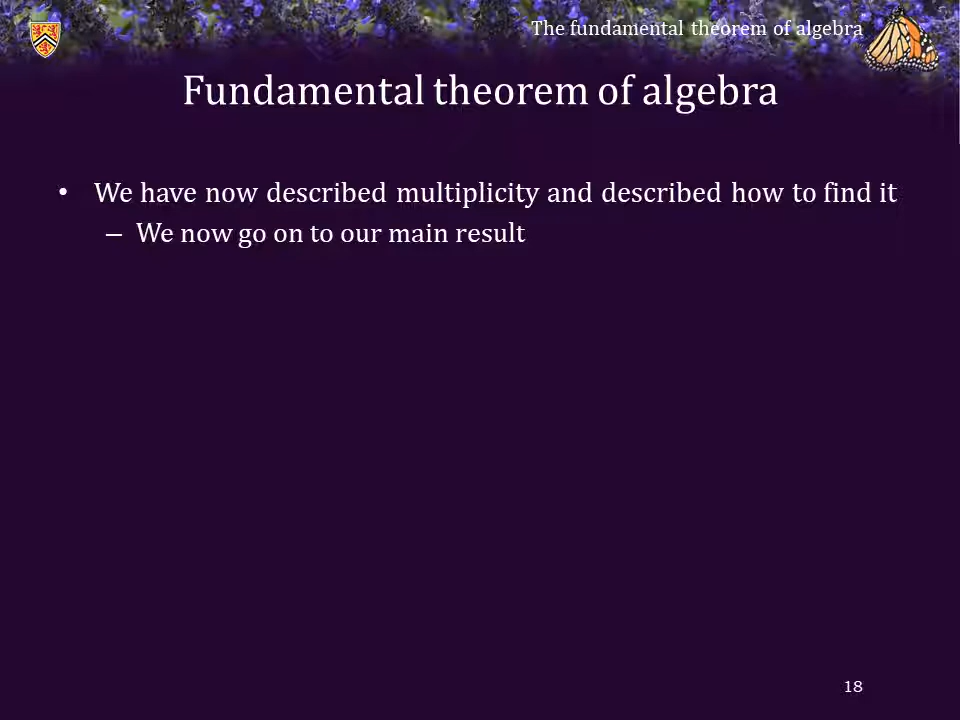 The fundamental theorem of algebra
Fundamental theorem of algebra
• We have now described multiplicity and described how to find it
– We now go on to our main result
18